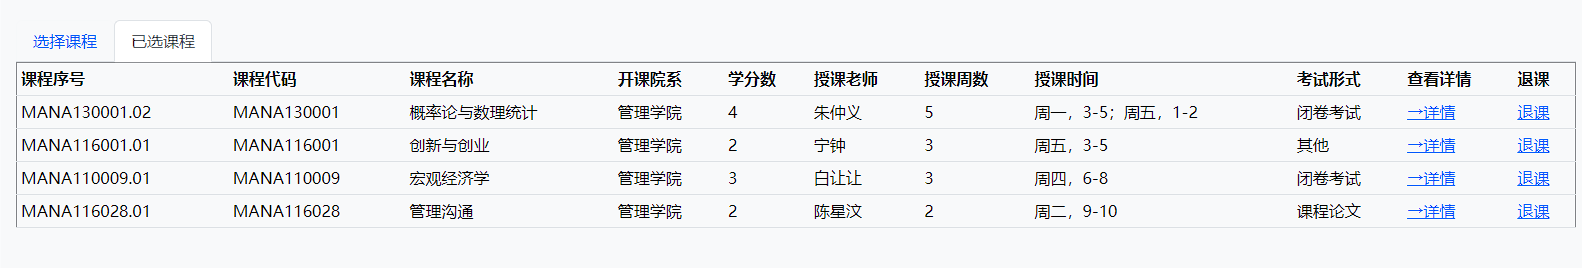 选择课程 已选课程
课程序号 课程代码 课程名称 开课院系 学分数 授课老师 授课周数 授课时间 考试形式 查看详情 退课
MANA130001.02 MANA130001 概率论与数理统计 管理学院 4 朱仲义 5 周一，3-5；周五，1-2 闭卷考试 →详情 退课
MANA116001.01 MANA116001 创新与创业 管理学院 2 宁钟 3 周五，3-5 其他 →详情 退课
MANA110009.01 MANA110009 宏观经济学 管理学院 3 白让让 3 周四，6-8 闭卷考试 →详情 退课
MANA116028.01 MANA116028 管理沟通 管理学院 2 陈星汶 2 周二，9-10 课程论文 →详情 退课